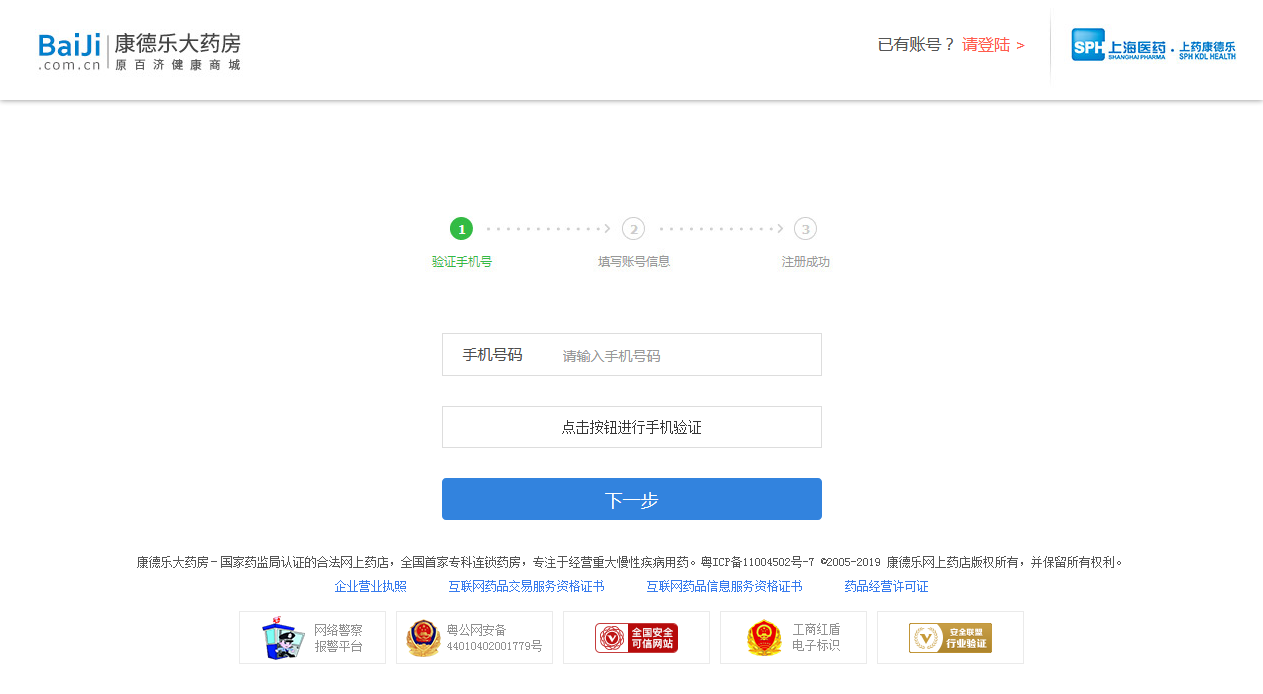 BaiJi
.com.cn
康德乐大药房
原百济健康商城
已有账号？ 请登陆 >
SPH 上海医药 . 上药康德乐
SHANGHAI PHARMA SPH KDL HEALTH
1 2 3
验证手机号 填写账号信息 注册成功
手机号码 请输入手机号码
点击按钮进行手机验证
下一步
康德乐大药房－国家药监局认证的合法网上药店，全国首家专科连锁药房，专注于经营重大慢性疾病用药。粤ICP备11004502号-7 ©2005-2019 康德乐网上药店版权所有，并保留所有权利。
企业营业执照 互联网药品交易服务资格证书 互联网药品信息服务资格证书 药品经营许可证
网络警察
报警平台
粤公网安备
44010402001779号
全国安全
可信网站
工商红盾
电子标识
安全联盟
行业验证